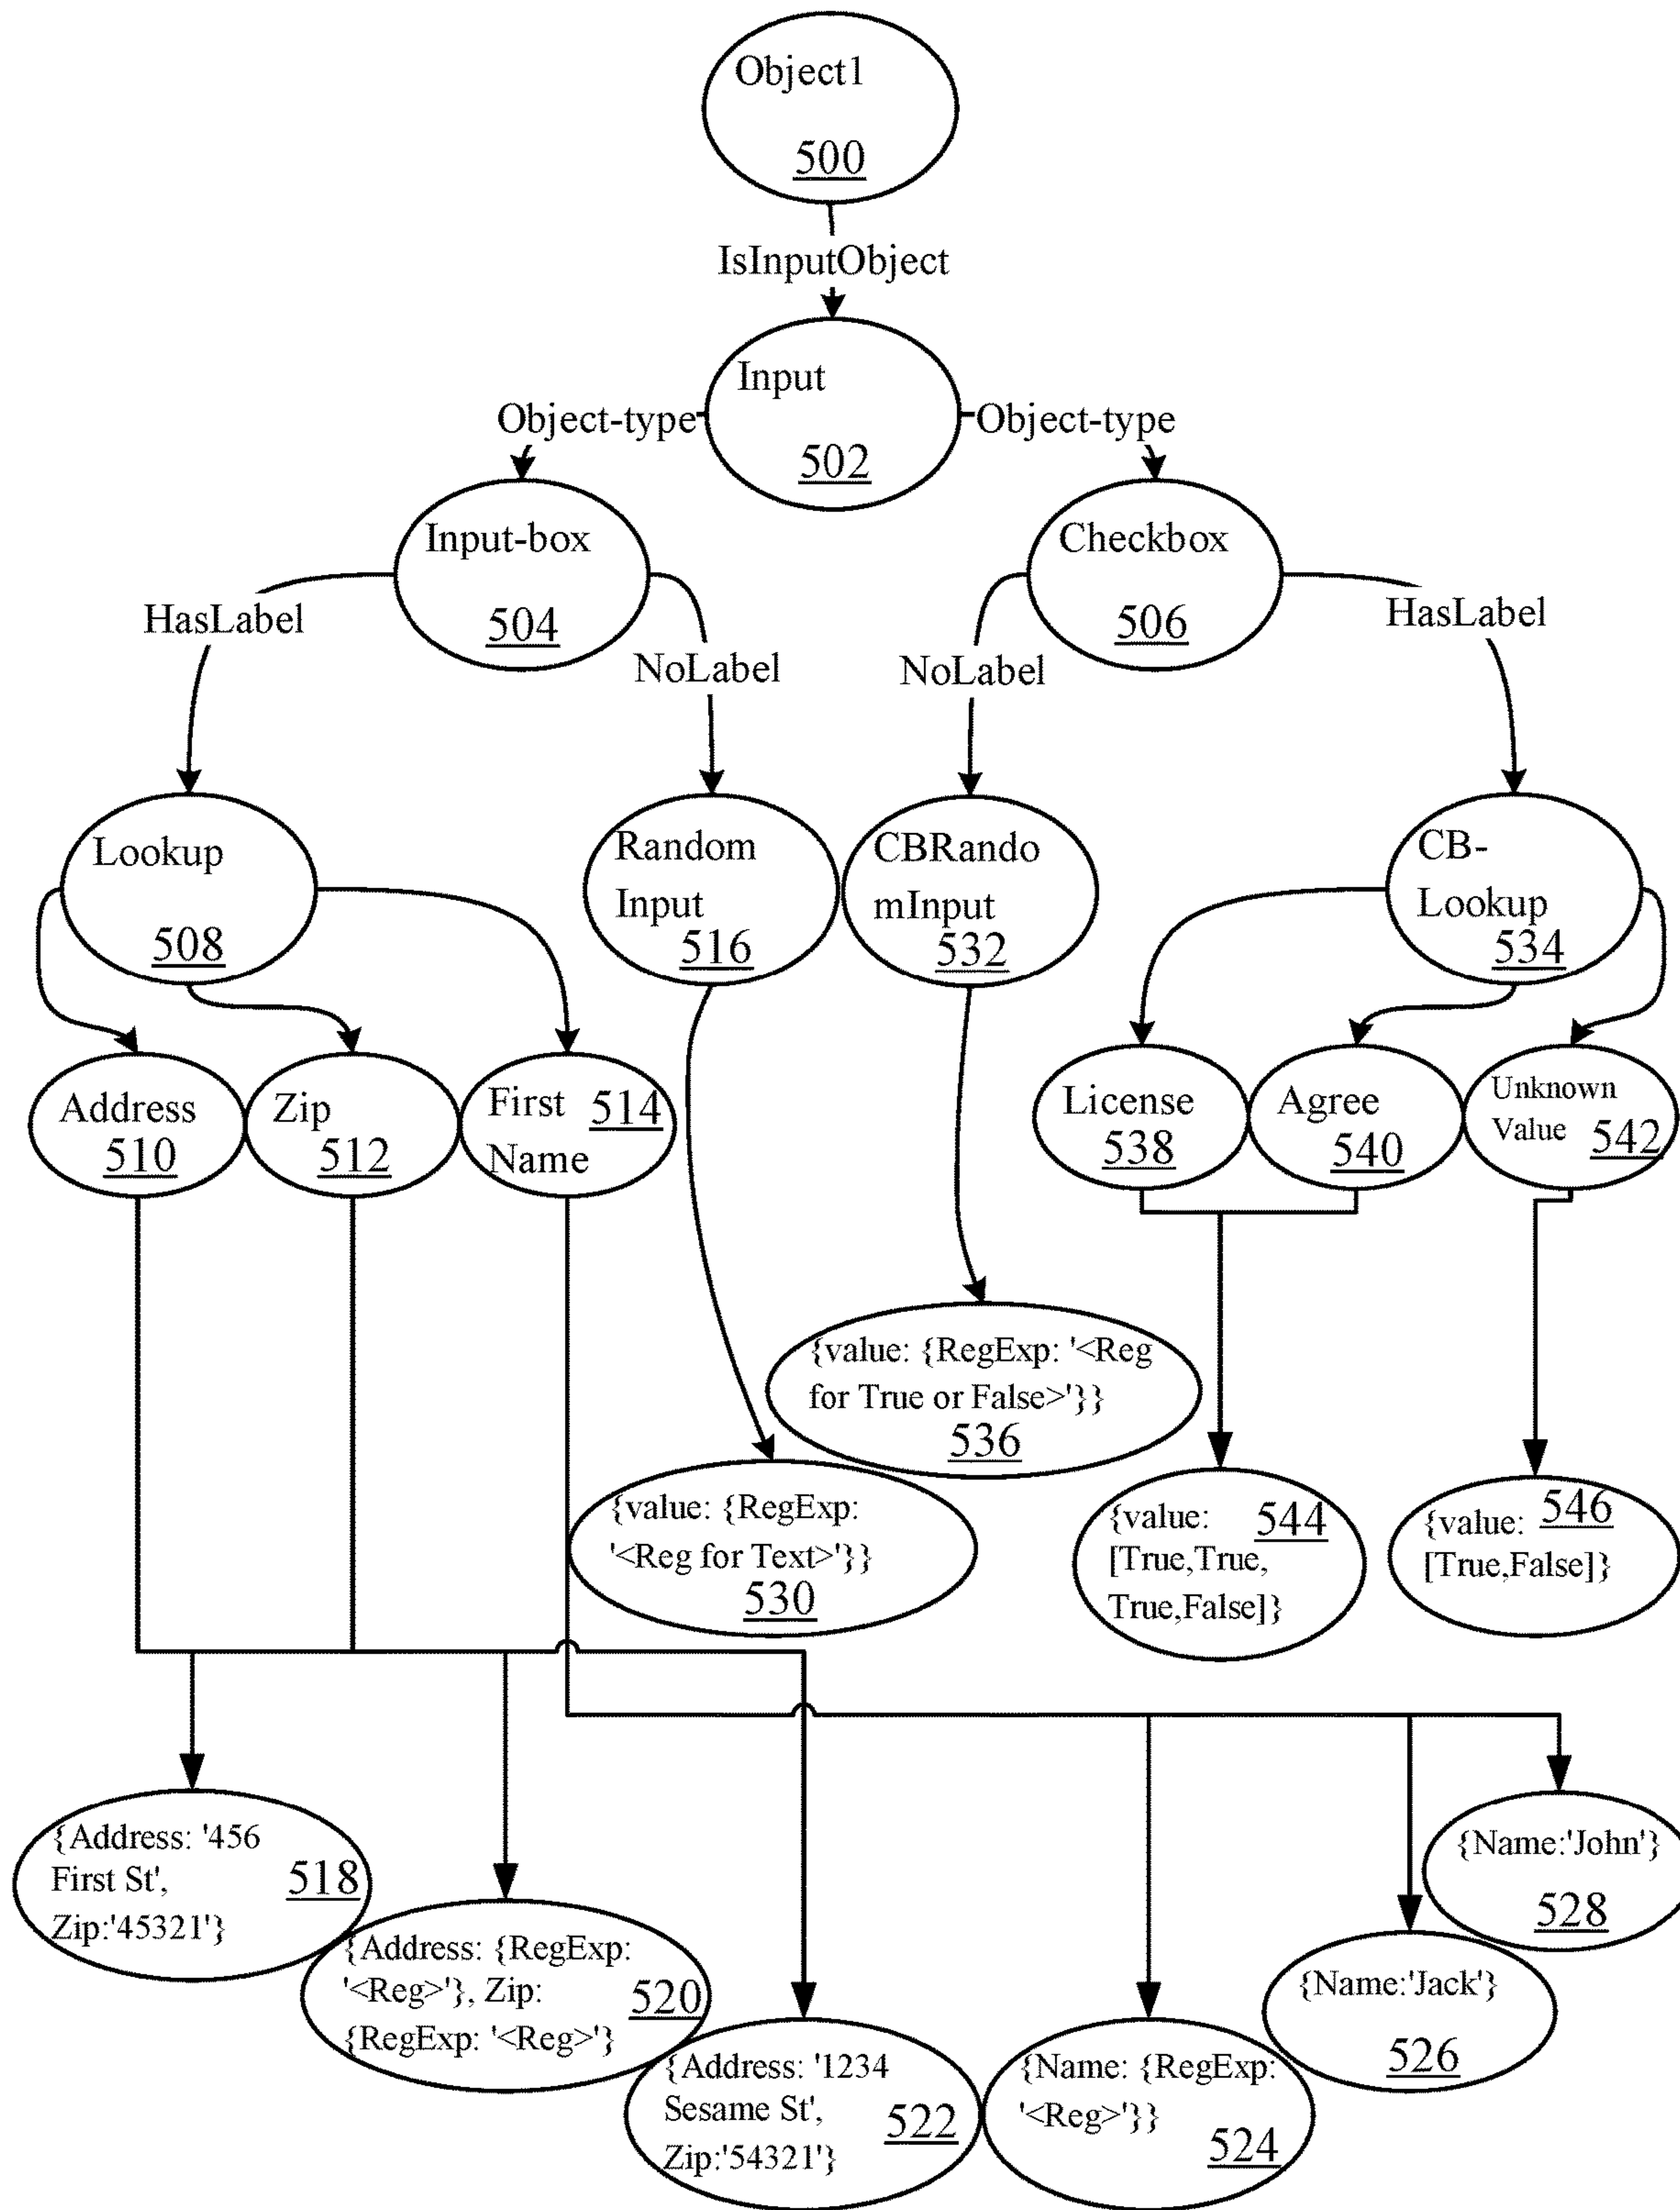 Object1
500
IsInputObject
Input
502
Object-type
Object-type
Input-box
504
Checkbox
506
HasLabel
NoLabel
NoLabel
HasLabel
Lookup
508
Random
Input
516
CBRando
mInput
532
CB-
Lookup
534
Address
510
Zip
512
First
Name
514
License
538
Agree
540
Unknown
Value
542
{value: {RegExp: '<Reg
for True or False>'}}
536
{value: {RegExp:
'<Reg for Text>'}}
530
{value:
[True,True,
True,False]}
544
{value:
[True,False]}
546
{Address: '456
First St',
Zip:'45321'}
518
{Address: {RegExp:
'<Reg>'}, Zip:
{RegExp: '<Reg>'}
520
{Address: '1234
Sesame St',
Zip:'54321'}
522
{Name: {RegExp:
'<Reg>'}}
524
{Name:'Jack'}
526
{Name:'John'}
528